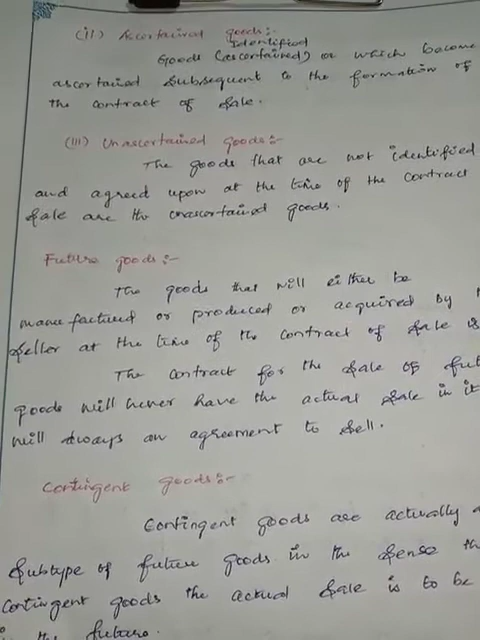 (ii) Ascertained goods:-
Identified
Goods (ascertained) or which become
ascertained subsequent to the formation of
the contract of sale.
(iii) Unascertained goods:-
The goods that are not identified
and agreed upon at the time of the contract
sale are the unascertained goods.
Future goods:-
The goods that will either be
manufactured or produced or acquired by
seller at the time of the contract of sale is
The contract for the sale of fut
goods will never have the actual sale in it
will always an agreement to sell.
Contingent goods:-
Contingent goods are actually a
subtype of future goods in the sense th
contingent goods the actual sale is to be
in the future.